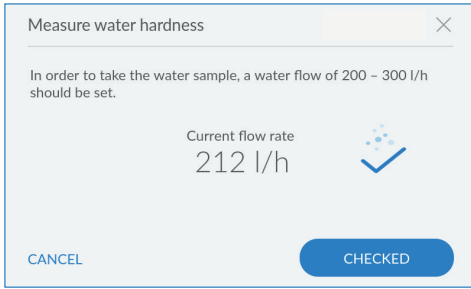 Measure water hardness
In order to take the water sample, a water flow of 200 – 300 l/h
should be set.
Current flow rate
212 l/h
CANCEL
CHECKED